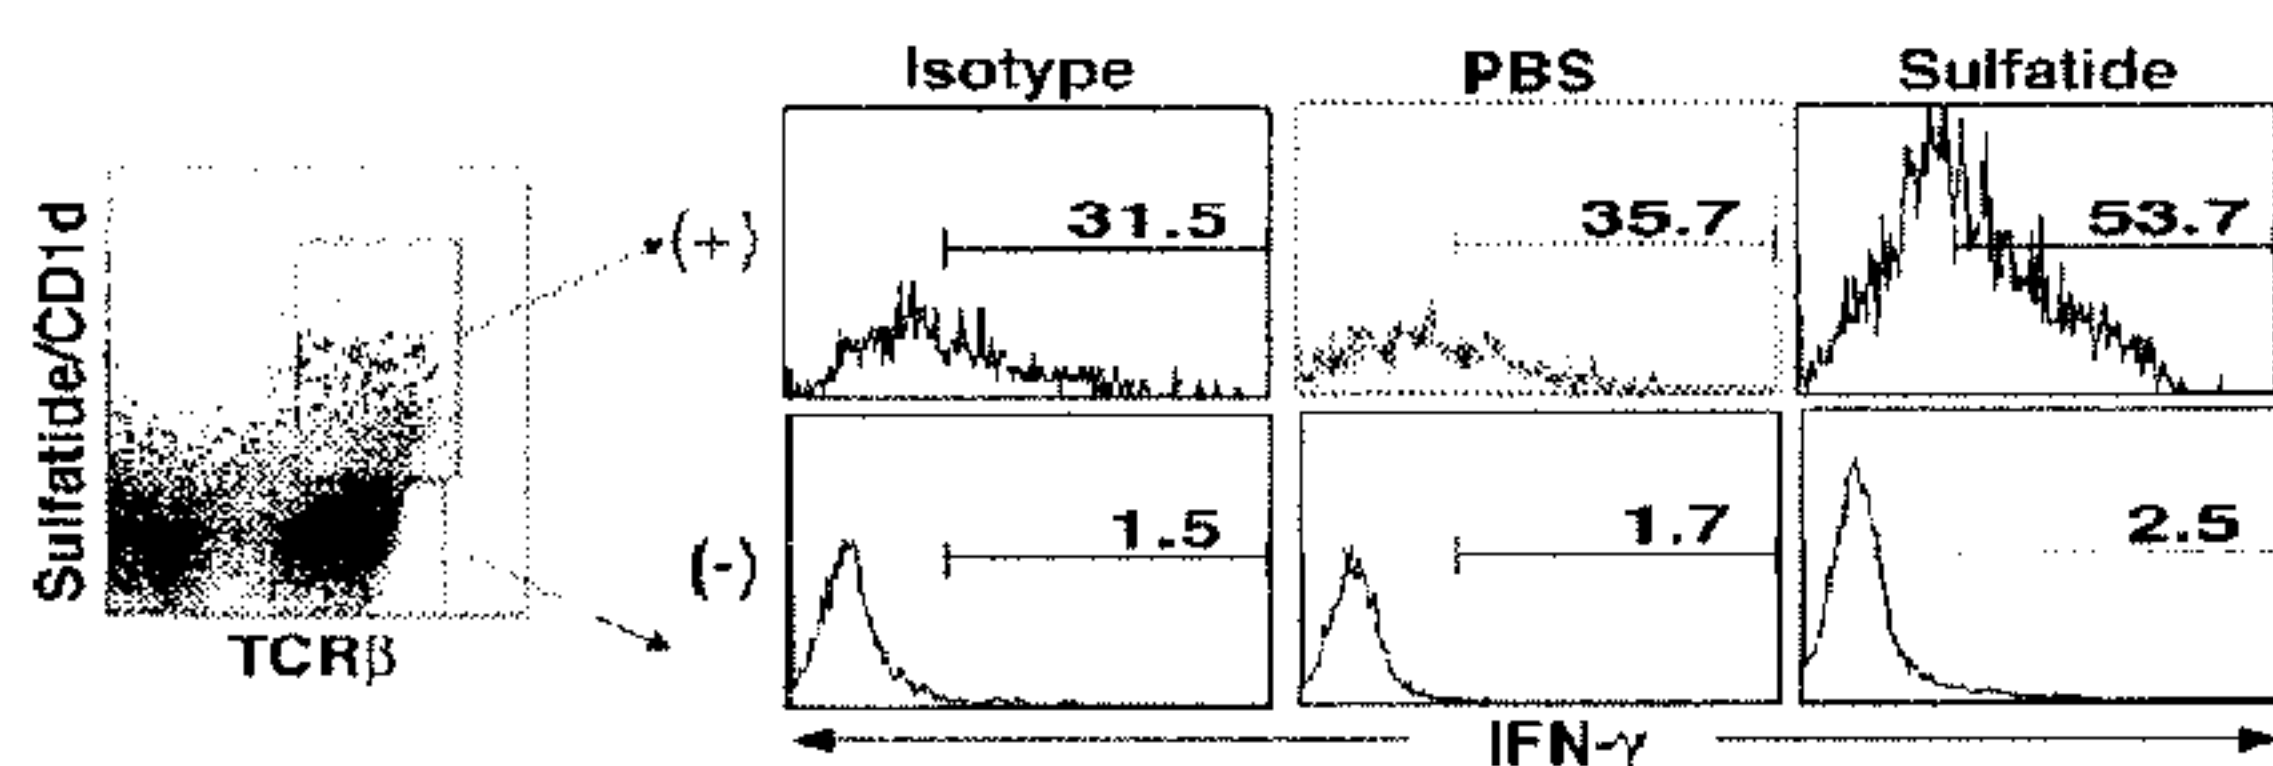 Isotype PBS Sulfatide
Sulfatide/CD1d
(+) 31.5 35.7 53.7
(-) 1.5 1.7 2.5
TCRβ
IFN-γ